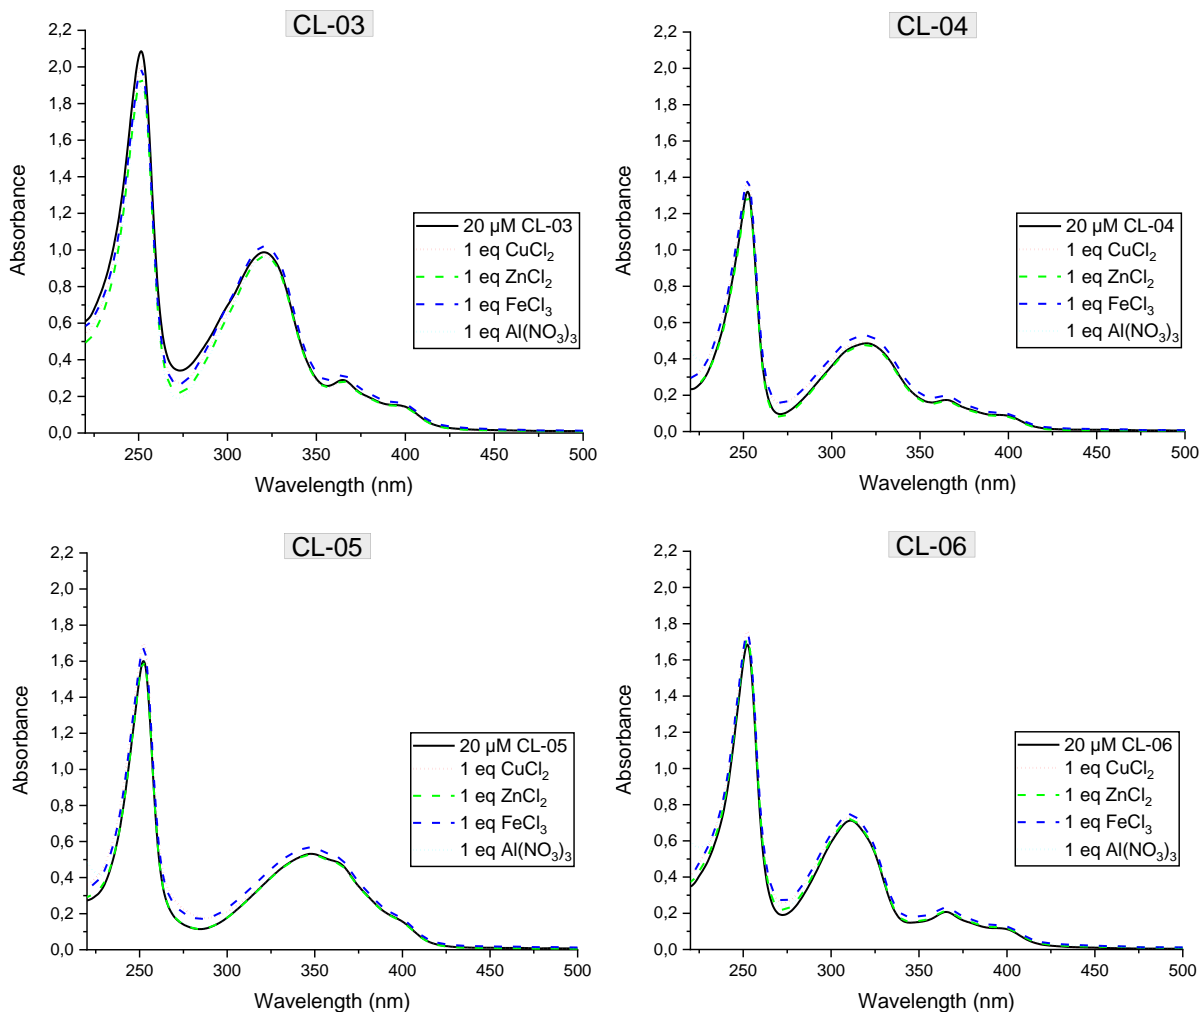 CL-03
2,2
2,0
1,8
1,6
1,4
1,2
1,0
0,8
0,6
0,4
0,2
0,0
Absorbance
20 µM CL-03
1 eq CuCl2
1 eq ZnCl2
1 eq FeCl3
1 eq Al(NO3)3
250 300 350 400 450 500
Wavelength (nm)
CL-04
2,2
2,0
1,8
1,6
1,4
1,2
1,0
0,8
0,6
0,4
0,2
0,0
Absorbance
20 µM CL-04
1 eq CuCl2
1 eq ZnCl2
1 eq FeCl3
1 eq Al(NO3)3
250 300 350 400 450 500
Wavelength (nm)
CL-05
2,2
2,0
1,8
1,6
1,4
1,2
1,0
0,8
0,6
0,4
0,2
0,0
Absorbance
20 µM CL-05
1 eq CuCl2
1 eq ZnCl2
1 eq FeCl3
1 eq Al(NO3)3
250 300 350 400 450 500
Wavelength (nm)
CL-06
2,2
2,0
1,8
1,6
1,4
1,2
1,0
0,8
0,6
0,4
0,2
0,0
Absorbance
20 µM CL-06
1 eq CuCl2
1 eq ZnCl2
1 eq FeCl3
1 eq Al(NO3)3
250 300 350 400 450 500
Wavelength (nm)